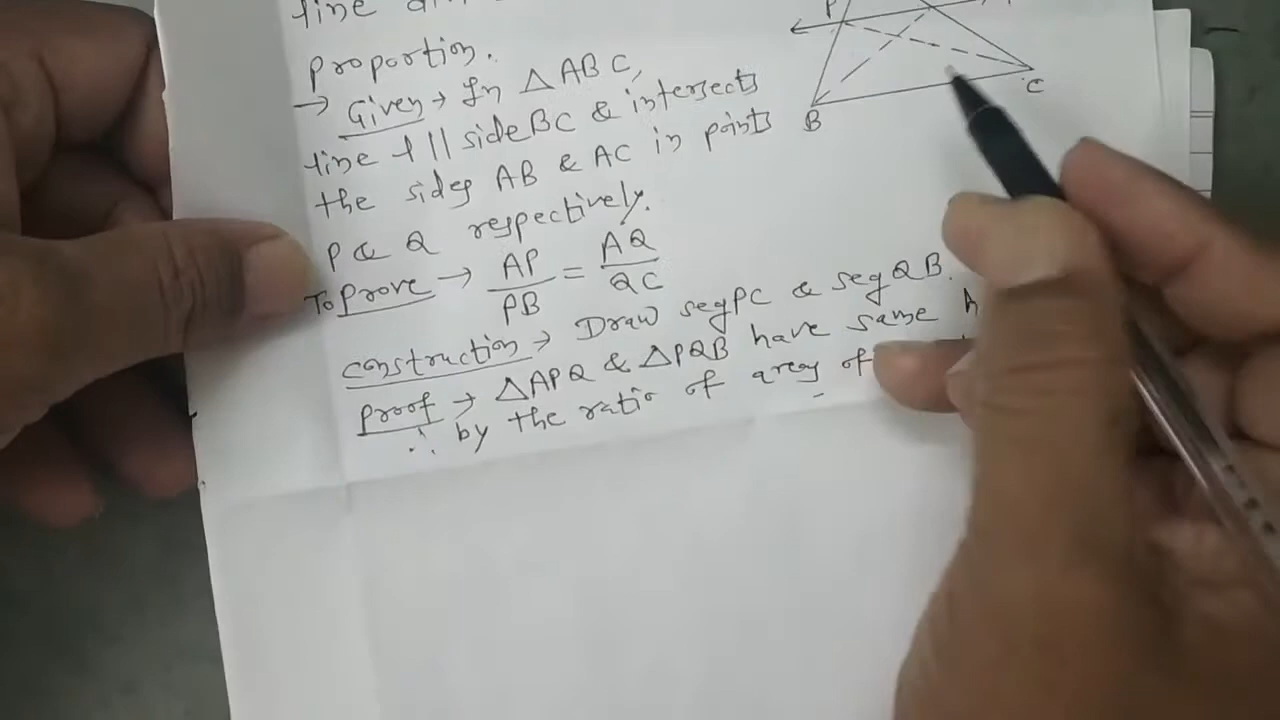 line
proportion.
→ Given → In △ABC,
line l || side BC & intersects
the sides AB & AC in points
P & Q respectively.
To prove → AP/PB = AQ/QC
construction → Draw seg PC & seg QB.
proof → △APQ & △PQB have same h
∴ by the ratio of areas of
P
B
C